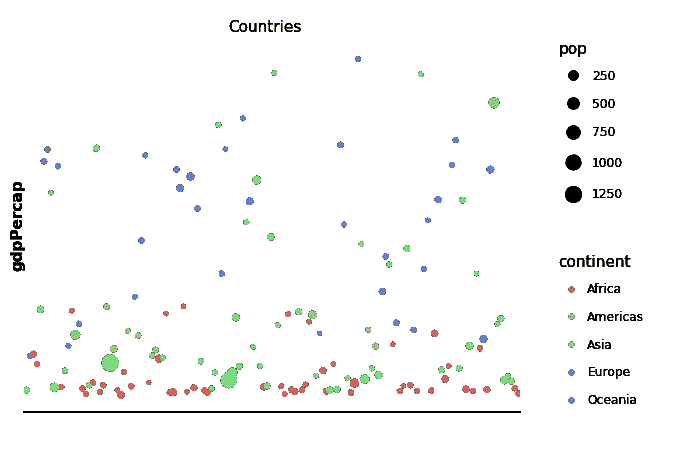 Countries
gdpPercap
pop
250
500
750
1000
1250
continent
Africa
Americas
Asia
Europe
Oceania